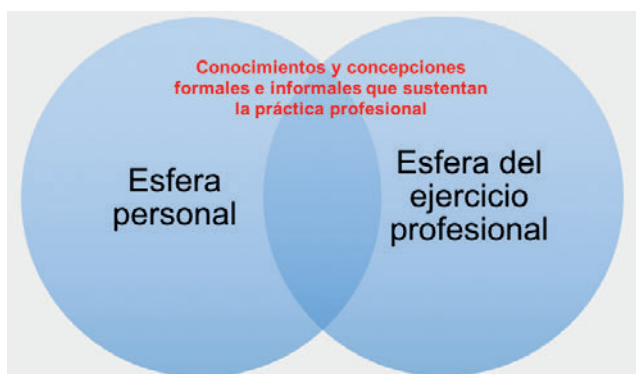 Conocimientos y concepciones
formales e informales que sustentan
la práctica profesional
Esfera
personal
Esfera del
ejercicio
profesional